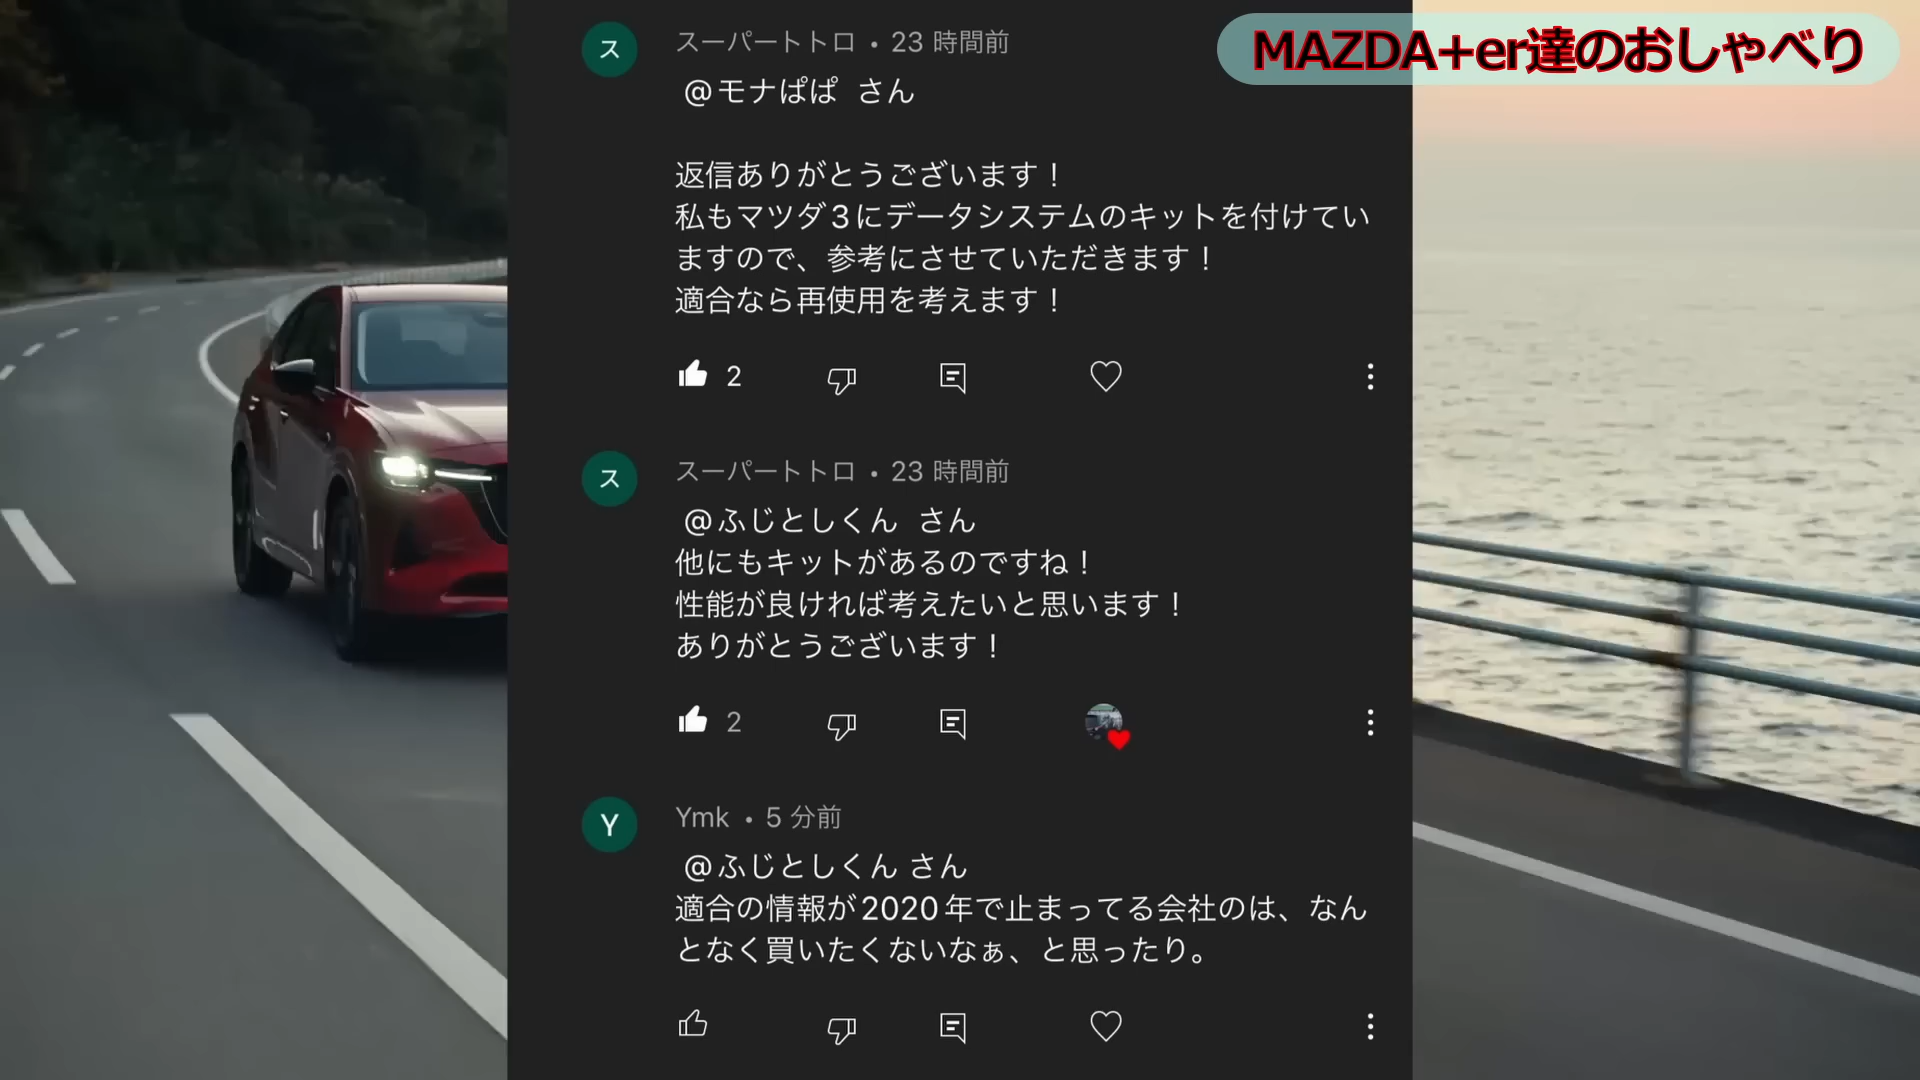 MAZDA+er達のおしゃべり
ス
スーパートトロ • 23 時間前
@モナぱぱ さん
返信ありがとうございます！
私もマツダ3にデータシステムのキットを付けてい
ますので、参考にさせていただきます！
適合なら再使用を考えます！
2
ス
スーパートトロ • 23 時間前
@ふじとしくん さん
他にもキットがあるのですね！
性能が良ければ考えたいと思います！
ありがとうございます！
2
Y
Ymk • 5 分前
@ふじとしくん さん
適合の情報が2020年で止まってる会社のは、なん
となく買いたくないなぁ、と思ったり。